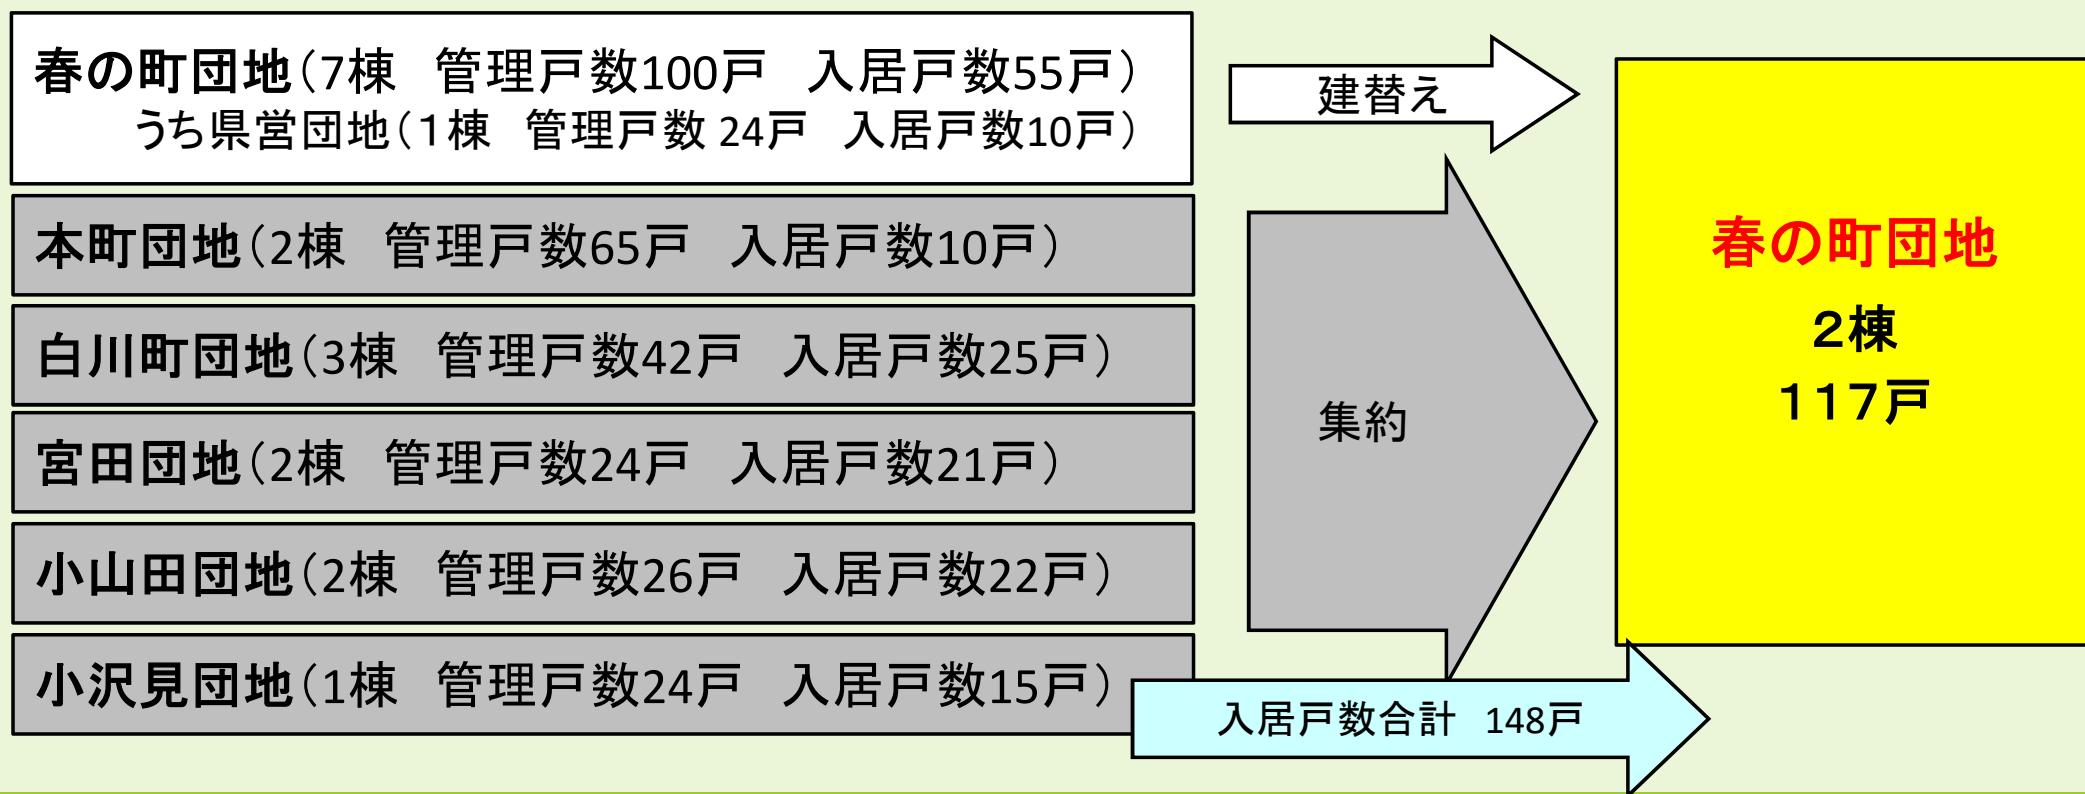 春の町団地（7棟　管理戸数100戸　入居戸数55戸）
うち県営団地（１棟　管理戸数 24戸　入居戸数10戸）
本町団地（2棟　管理戸数65戸　入居戸数10戸）
白川町団地（3棟　管理戸数42戸　入居戸数25戸）
宮田団地（2棟　管理戸数24戸　入居戸数21戸）
小山田団地（2棟　管理戸数26戸　入居戸数22戸）
小沢見団地（1棟　管理戸数24戸　入居戸数15戸）
建替え
集約
入居戸数合計　148戸
春の町団地
２棟
１１７戸